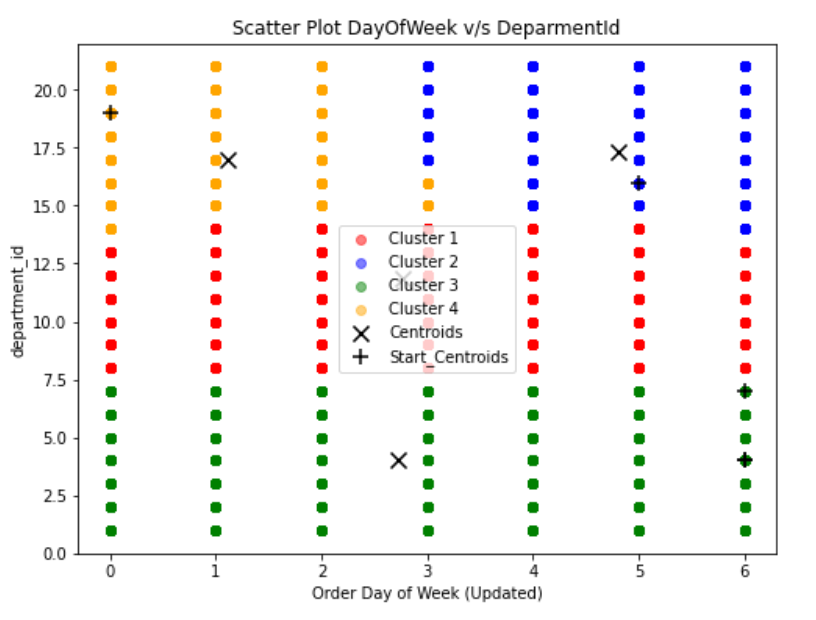 Scatter Plot DayOfWeek v/s DeparmentId
department_id
20.0
17.5
15.0
12.5
10.0
7.5
5.0
2.5
0.0
Cluster 1
Cluster 2
Cluster 3
Cluster 4
Centroids
Start_Centroids
0 1 2 3 4 5 6
Order Day of Week (Updated)